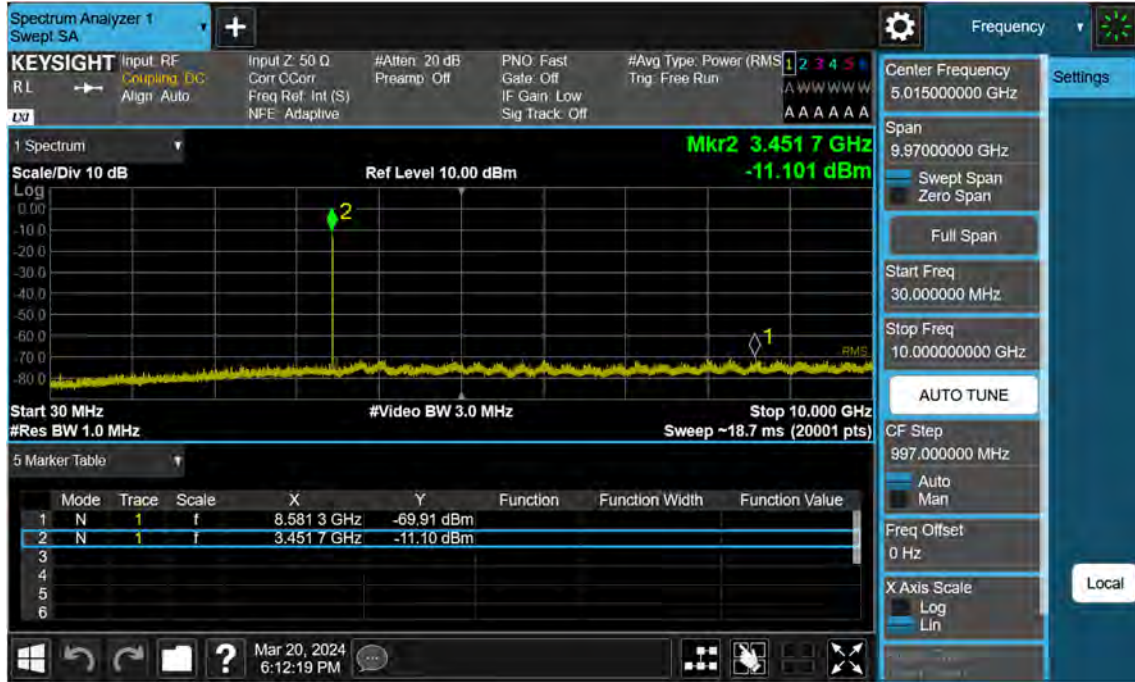 Spectrum Analyzer 1
Swept SA
+
Frequency
KEYSIGHT
RL
LXI
Input: RF
Coupling: DC
Align: Auto
Input Z: 50 Ω
Corr CCorr
Freq Ref: Int (S)
NFE: Adaptive
#Atten: 20 dB
Preamp: Off
PNO: Fast
Gate: Off
IF Gain: Low
Sig Track: Off
#Avg Type: Power (RMS
Trig: Free Run
1 2 3 4 5 6
A W W W W W
A A A A A A
Center Frequency
5.015000000 GHz
Settings
1 Spectrum
Mkr2 3.451 7 GHz
Scale/Div 10 dB
Ref Level 10.00 dBm
-11.101 dBm
Log
0.00
-10.0
-20.0
-30.0
-40.0
-50.0
-60.0
-70.0
-80.0
2
1
RMS
Start 30 MHz
#Video BW 3.0 MHz
Stop 10.000 GHz
#Res BW 1.0 MHz
Sweep ~18.7 ms (20001 pts)
Span
9.97000000 GHz
Swept Span
Zero Span
Full Span
Start Freq
30.000000 MHz
Stop Freq
10.000000000 GHz
AUTO TUNE
CF Step
997.000000 MHz
Auto
Man
Freq Offset
0 Hz
X Axis Scale
Log
Lin
Local
5 Marker Table
Mode Trace Scale X Y Function Function Width Function Value
1 N 1 f 8.581 3 GHz -69.91 dBm
2 N 1 f 3.451 7 GHz -11.10 dBm
3
4
5
6
?
Mar 20, 2024
6:12:19 PM